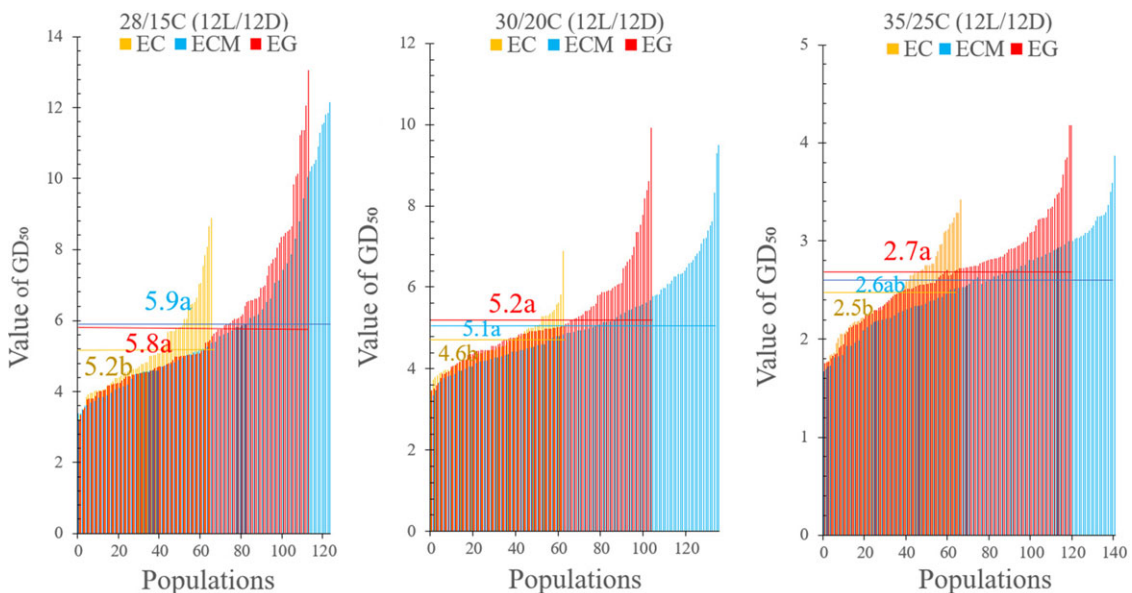 28/15C (12L/12D)
EC ECM EG
Value of GD₅₀
14
12
10
8
6
4
2
0
5.9a
5.8a
5.2b
0 20 40 60 80 100 120
Populations
30/20C (12L/12D)
EC ECM EG
Value of GD₅₀
12
10
8
6
4
2
0
5.2a
5.1a
4.6b
0 20 40 60 80 100 120
Populations
35/25C (12L/12D)
EC ECM EG
Value of GD₅₀
5
4
3
2
1
0
2.7a
2.6ab
2.5b
0 20 40 60 80 100 120 140
Populations